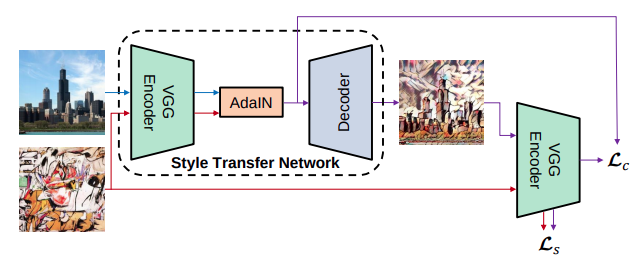 VGG
Encoder
AdaIN
Decoder
Style Transfer Network
VGG
Encoder
ℒc
ℒs